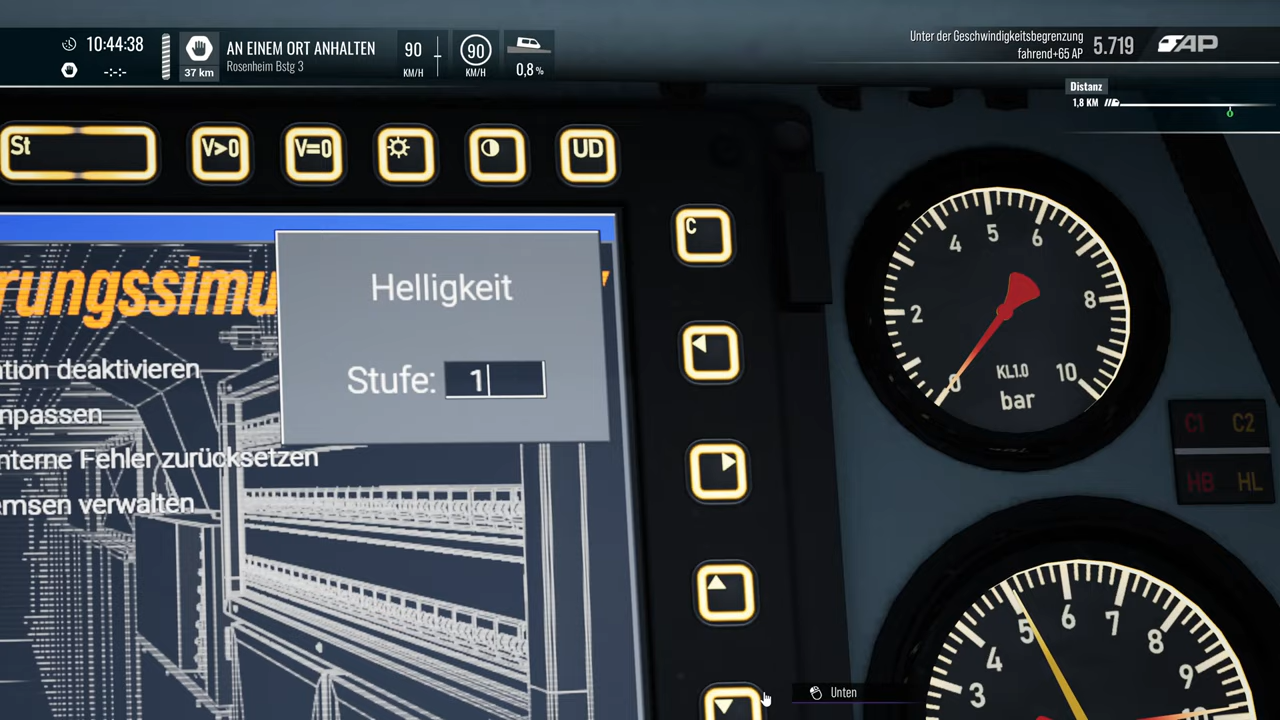 10:44:38
--:--
37 km
AN EINEM ORT ANHALTEN
Rosenheim Bstg 3
90
KM/H
90
KM/H
0,8 %
Unter der Geschwindigkeitsbegrenzung
fahrend+65 AP
5.719
AP
Distanz
1,8 KM
St
V>0
V=0
UD
C
rungssimu
Helligkeit
Stufe: 1
tion deaktivieren
npassen
nterne Fehler zurücksetzen
emsen verwalten
0
2
4
5
6
8
10
KL1.0
bar
C1
C2
HB
HL
3
4
5
6
7
8
9
10
Unten